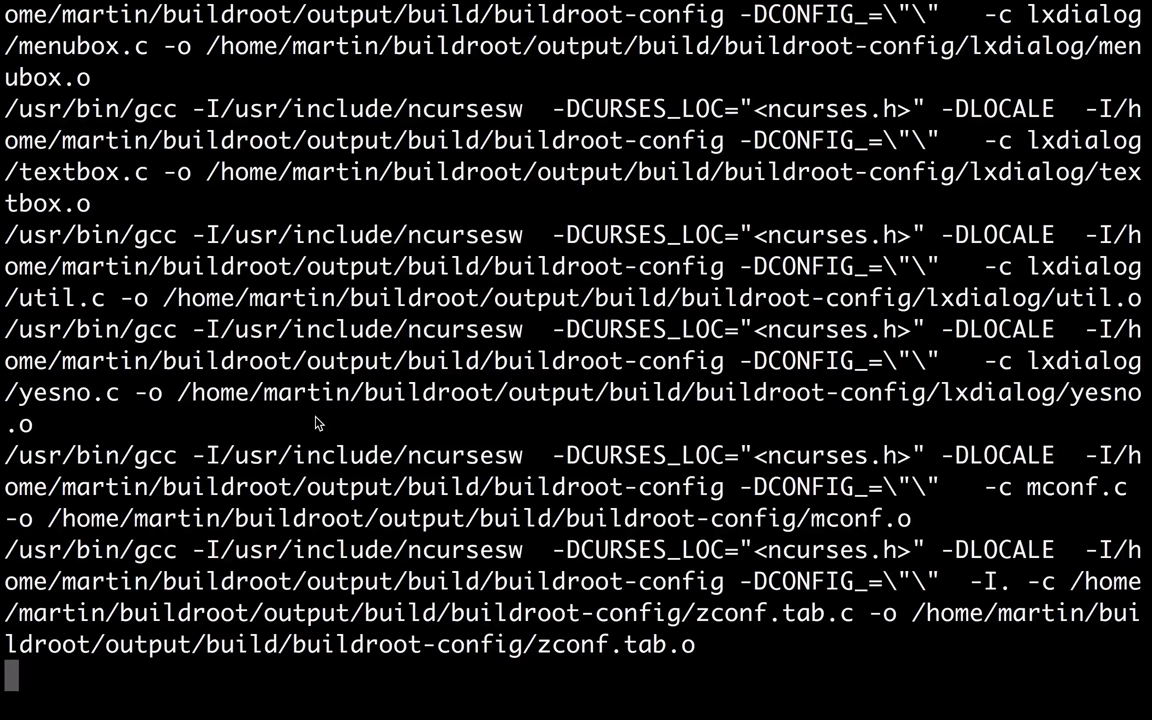 ome/martin/buildroot/output/build/buildroot-config -DCONFIG_=\"\"   -c lxdialog
/menubox.c -o /home/martin/buildroot/output/build/buildroot-config/lxdialog/men
ubox.o
/usr/bin/gcc -I/usr/include/ncursesw  -DCURSES_LOC="<ncurses.h>" -DLOCALE  -I/h
ome/martin/buildroot/output/build/buildroot-config -DCONFIG_=\"\"   -c lxdialog
/textbox.c -o /home/martin/buildroot/output/build/buildroot-config/lxdialog/tex
tbox.o
/usr/bin/gcc -I/usr/include/ncursesw  -DCURSES_LOC="<ncurses.h>" -DLOCALE  -I/h
ome/martin/buildroot/output/build/buildroot-config -DCONFIG_=\"\"   -c lxdialog
/util.c -o /home/martin/buildroot/output/build/buildroot-config/lxdialog/util.o
/usr/bin/gcc -I/usr/include/ncursesw  -DCURSES_LOC="<ncurses.h>" -DLOCALE  -I/h
ome/martin/buildroot/output/build/buildroot-config -DCONFIG_=\"\"   -c lxdialog
/yesno.c -o /home/martin/buildroot/output/build/buildroot-config/lxdialog/yesno
.o
/usr/bin/gcc -I/usr/include/ncursesw  -DCURSES_LOC="<ncurses.h>" -DLOCALE  -I/h
ome/martin/buildroot/output/build/buildroot-config -DCONFIG_=\"\"   -c mconf.c
-o /home/martin/buildroot/output/build/buildroot-config/mconf.o
/usr/bin/gcc -I/usr/include/ncursesw  -DCURSES_LOC="<ncurses.h>" -DLOCALE  -I/h
ome/martin/buildroot/output/build/buildroot-config -DCONFIG_=\"\"  -I. -c /home
/martin/buildroot/output/build/buildroot-config/zconf.tab.c -o /home/martin/bui
ldroot/output/build/buildroot-config/zconf.tab.o